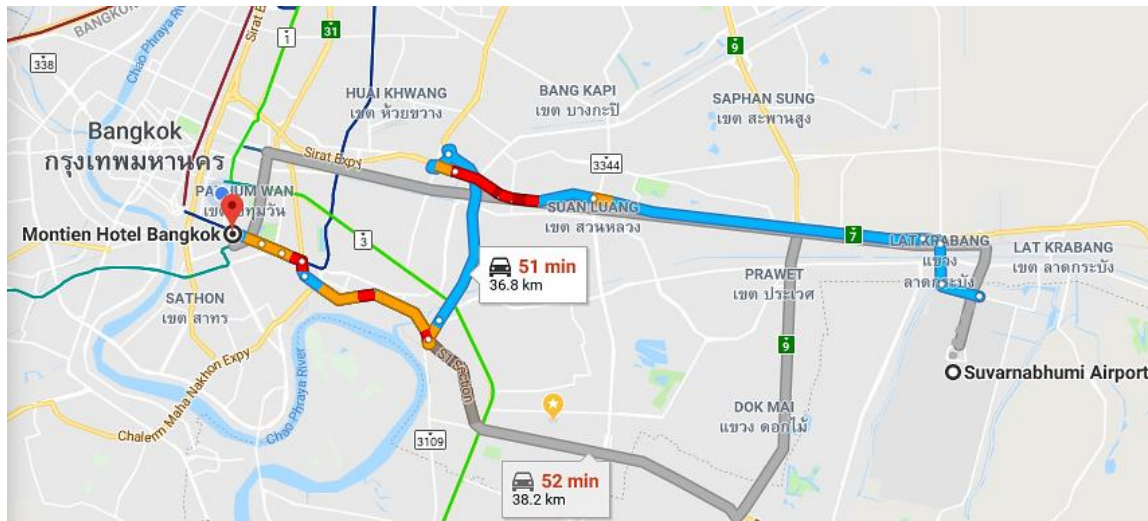 BANGKOK
Chao Phraya River
338
Sirat Exp
1
31
9
HUAI KHWANG
เขต ห้วยขวาง
BANG KAPI
เขต บางกะปิ
SAPHAN SUNG
เขต สะพานสูง
Bangkok
กรุงเทพมหานคร
Sirat Expy
3344
PATHUM WAN
Montien Hotel Bangkok
SUAN LUANG
เขต สวนหลวง
3
7
LAT KRABANG
แขวง
ลาดกระบัง
LAT KRABANG
เขต ลาดกระบัง
51 min
36.8 km
PRAWET
เขต ประเวศ
SATHON
เขต สาทร
9
Suvarnabhumi Airport
S1 Section
Chalerm Maha Nakhon Expy
Chao Phraya River
DOK MAI
แขวง ดอกไม้
3109
52 min
38.2 km